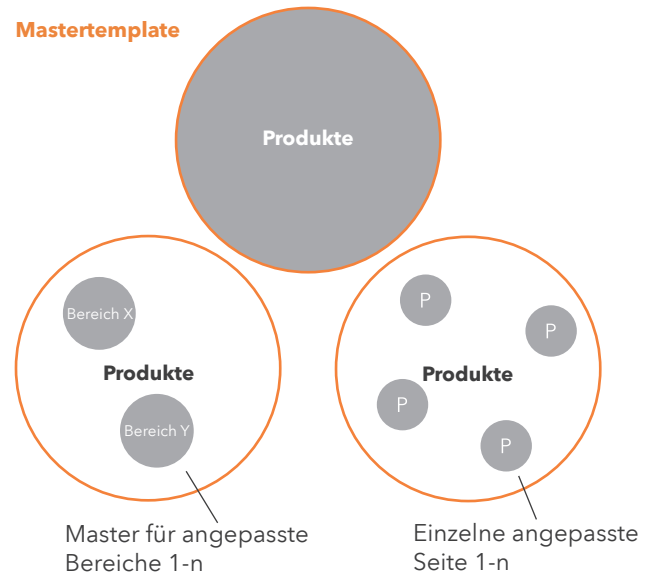 Mastertemplate
Produkte
Bereich X
Produkte
Bereich Y
Master für angepasste
Bereiche 1-n
P
P
Produkte
P
P
Einzelne angepasste
Seite 1-n